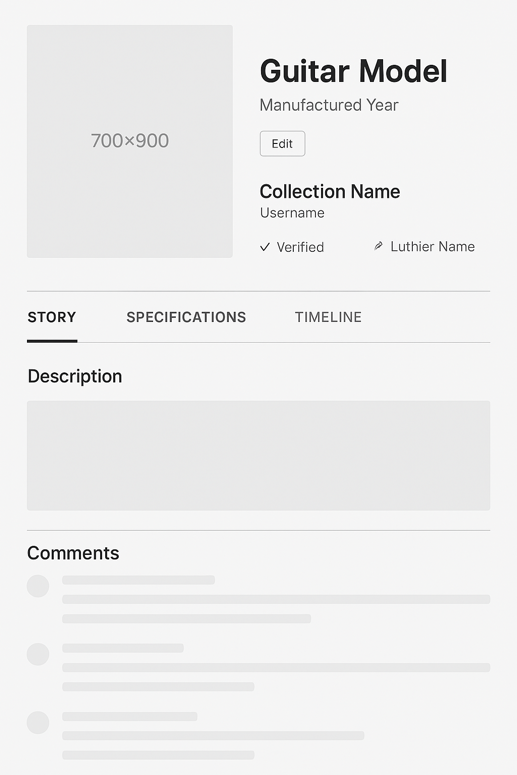 700×900
Guitar Model
Manufactured Year
Edit
Collection Name
Username
Verified
Luthier Name
STORY
SPECIFICATIONS
TIMELINE
Description
Comments